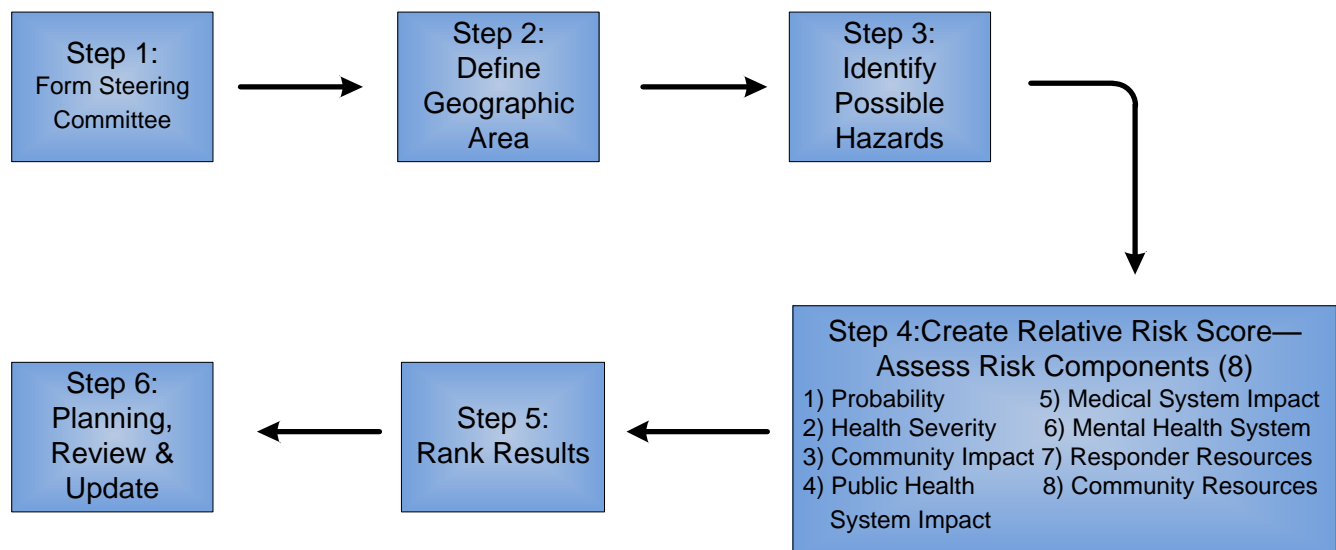 Step 1:
Form Steering
Committee
Step 2:
Define
Geographic
Area
Step 3:
Identify
Possible
Hazards
Step 4:Create Relative Risk Score—
Assess Risk Components (8)
1) Probability
2) Health Severity
3) Community Impact
4) Public Health
System Impact
5) Medical System Impact
6) Mental Health System
7) Responder Resources
8) Community Resources
Step 5:
Rank Results
Step 6:
Planning,
Review &
Update